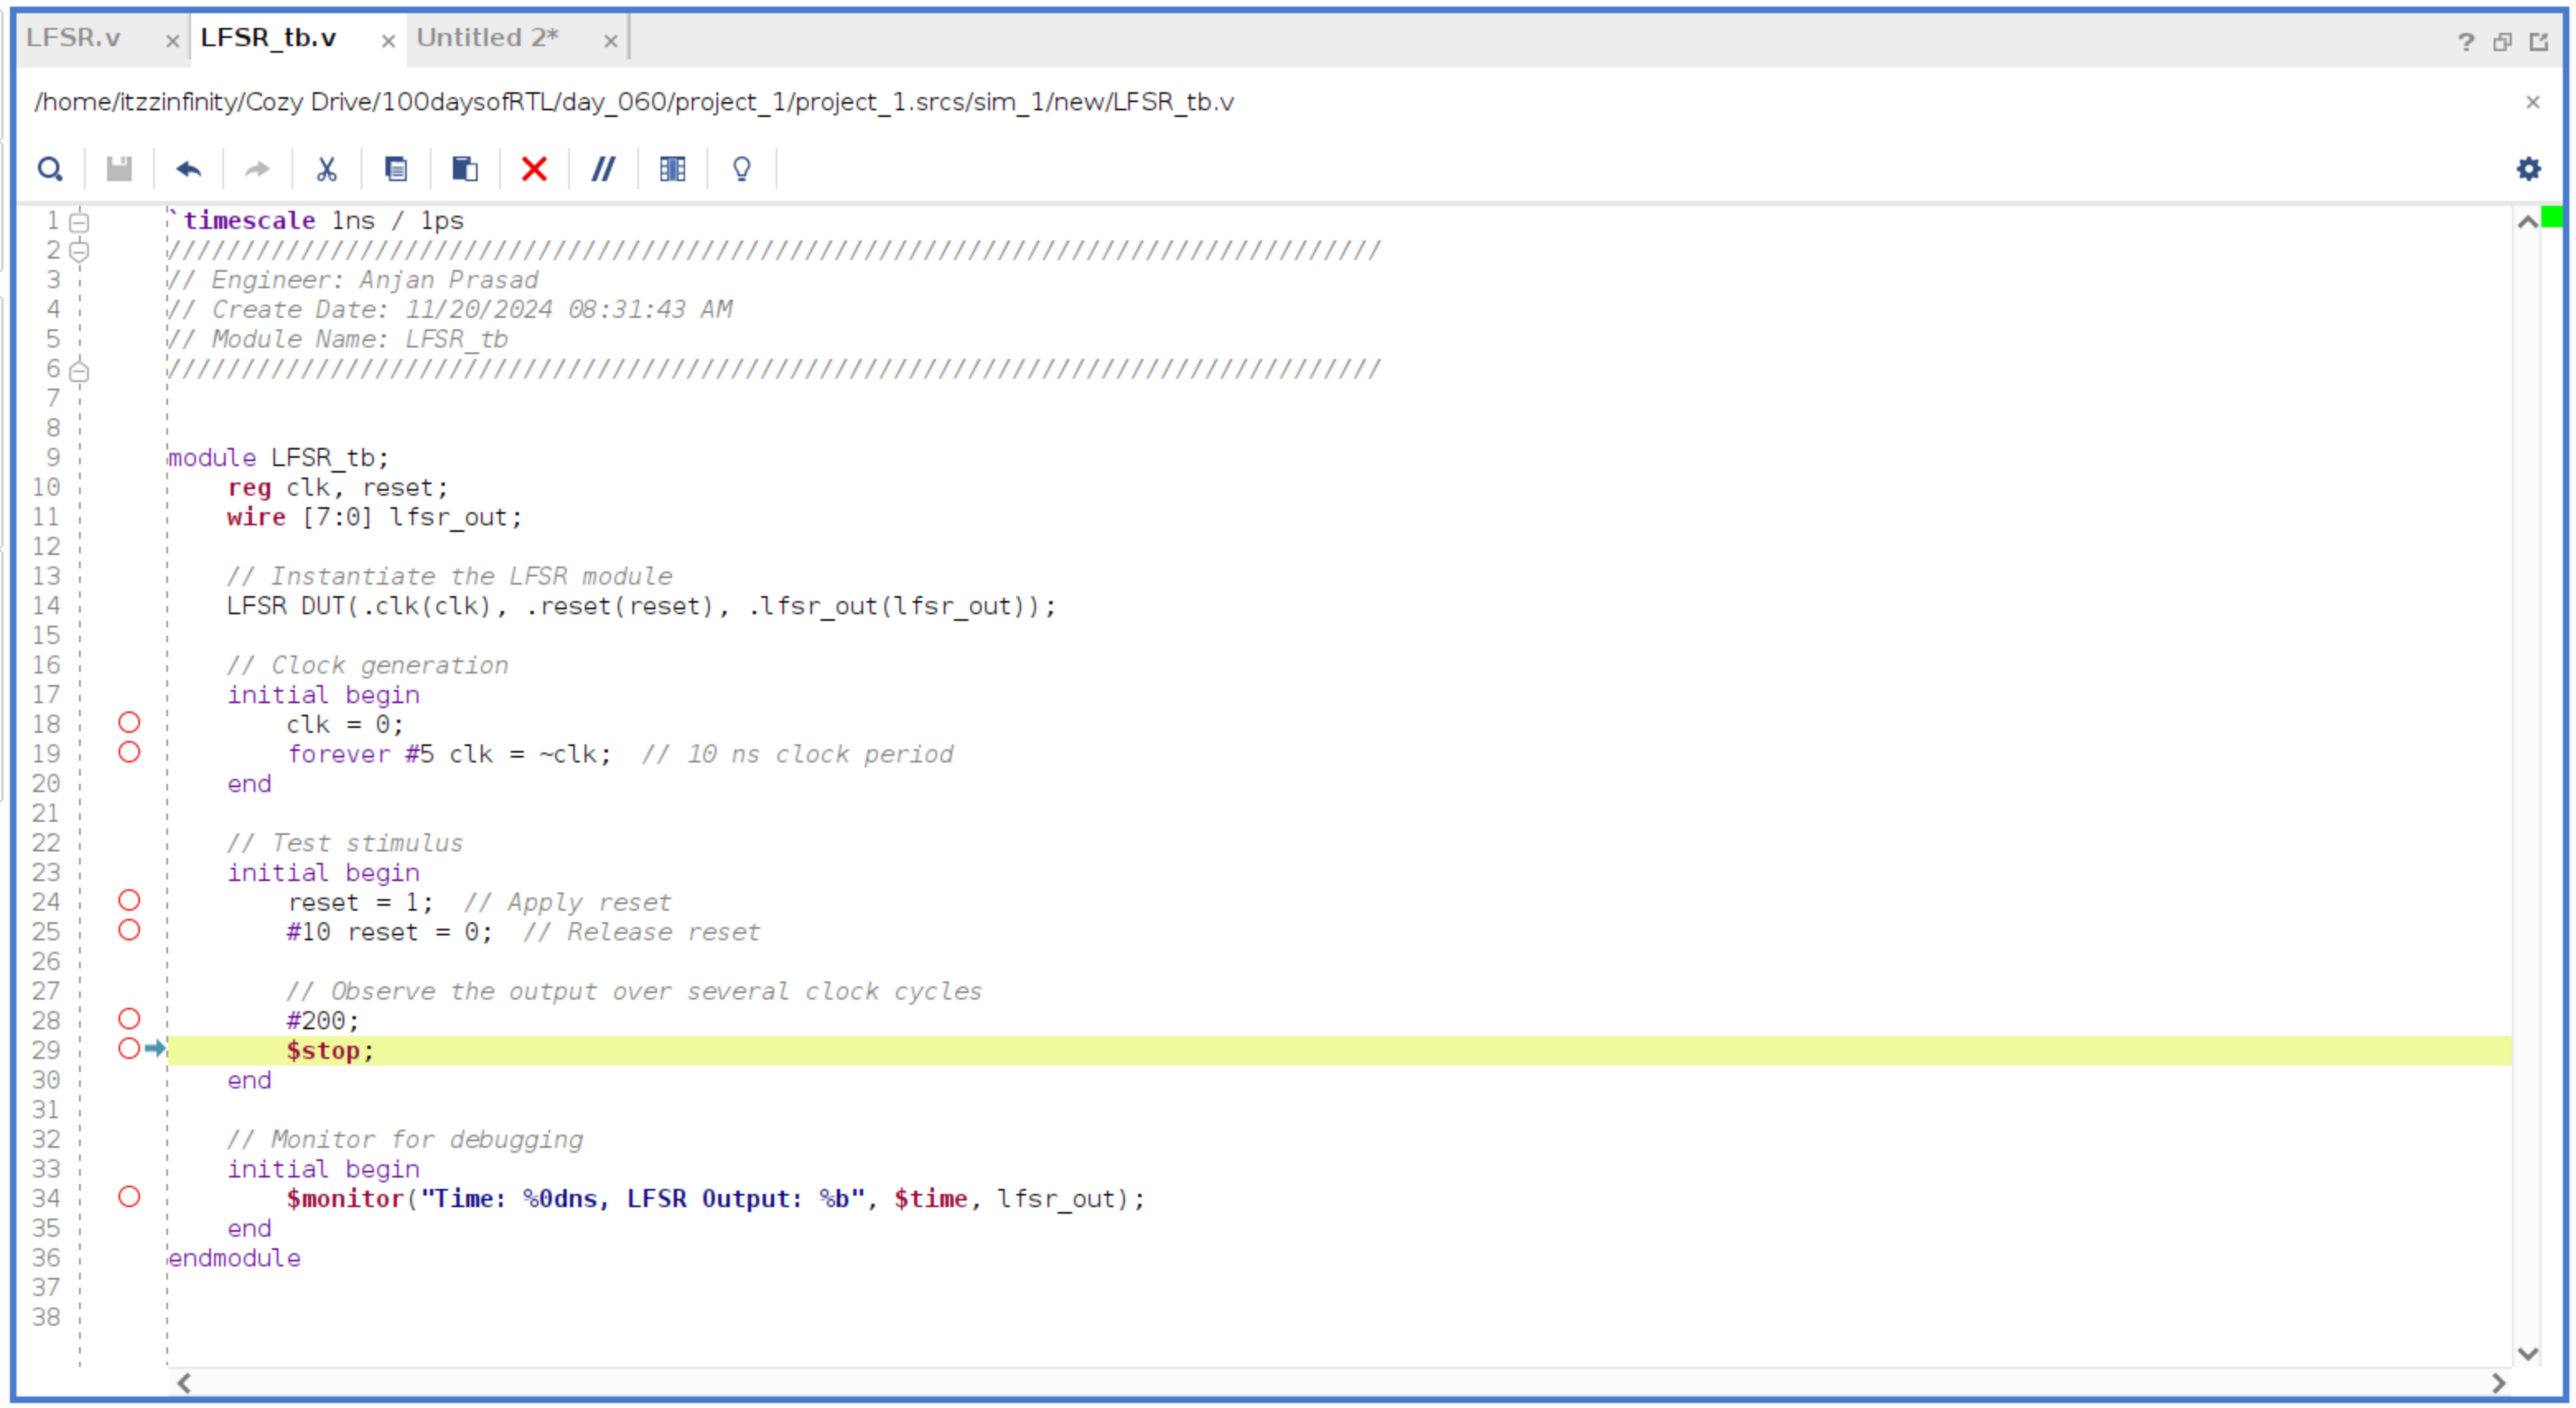 LFSR.v × LFSR_tb.v × Untitled 2* × ?
/home/itzzinfinity/Cozy Drive/100daysofRTL/day_060/project_1/project_1.srcs/sim_1/new/LFSR_tb.v ×
1 `timescale 1ns / 1ps
2 //////////////////////////////////////////////////////////////////////////////////
3 // Engineer: Anjan Prasad
4 // Create Date: 11/20/2024 08:31:43 AM
5 // Module Name: LFSR_tb
6 //////////////////////////////////////////////////////////////////////////////////
7
8
9 module LFSR_tb;
10     reg clk, reset;
11     wire [7:0] lfsr_out;
12
13     // Instantiate the LFSR module
14     LFSR DUT(.clk(clk), .reset(reset), .lfsr_out(lfsr_out));
15
16     // Clock generation
17     initial begin
18         clk = 0;
19         forever #5 clk = ~clk;  // 10 ns clock period
20     end
21
22     // Test stimulus
23     initial begin
24         reset = 1;  // Apply reset
25         #10 reset = 0;  // Release reset
26
27         // Observe the output over several clock cycles
28         #200;
29         $stop;
30     end
31
32     // Monitor for debugging
33     initial begin
34         $monitor("Time: %0dns, LFSR Output: %b", $time, lfsr_out);
35     end
36 endmodule
37
38